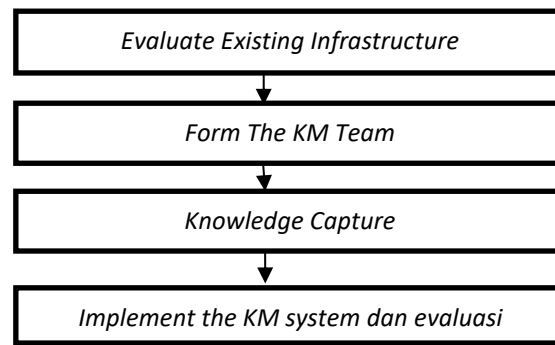 Evaluate Existing Infrastructure
Form The KM Team
Knowledge Capture
Implement the KM system dan evaluasi